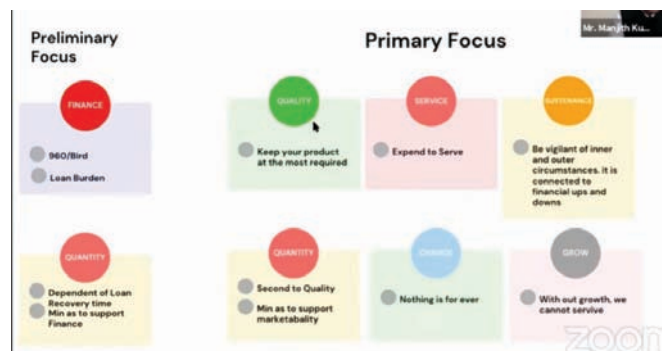 Preliminary
Focus
Primary Focus
Mr. Manjith Ku...
FINANCE
960/Bird
Loan Burden
QUALITY
Keep your product
at the most required
SERVICE
Expend to Serve
SUSTENANCE
Be vigilant of inner
and outer
circumstances. it is
connected to
financial ups and
downs
QUANTITY
Dependent of Loan
Recovery time
Min as to support
Finance
QUANTITY
Second to Quality
Min as to support
marketabality
CHANGE
Nothing is for ever
GROW
With out growth, we
cannot servive
zoom